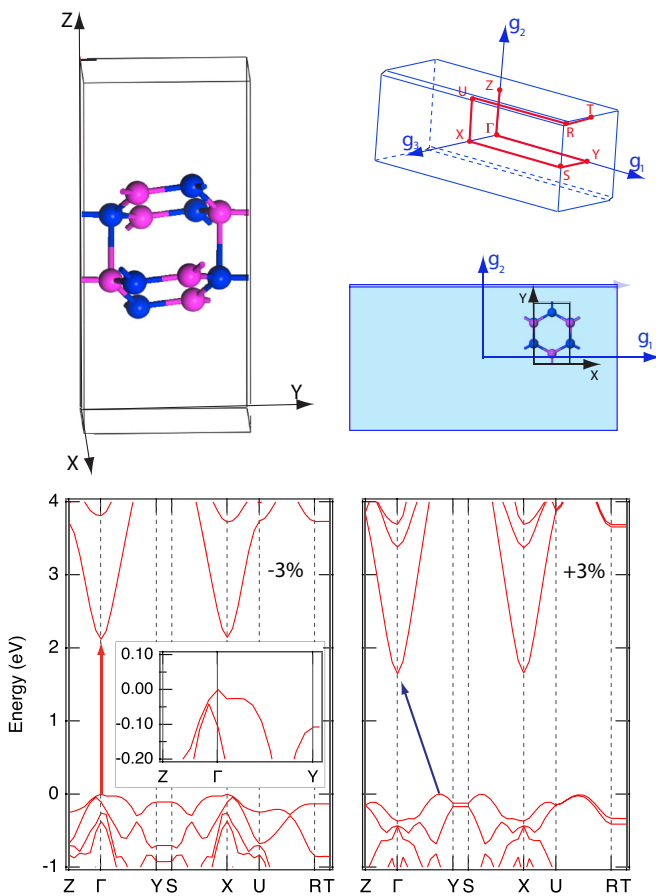 Z
Y
X
g2
Z
T
U
R
Γ
X
g3
Y
g1
S
g2
Y
g1
X
Energy (eV)
4
3
2
1
0
-1
-3%
0.10
0.00
-0.10
-0.20
Z Γ Y
Z Γ Y S X U R T
+3%
Z Γ Y S X U R T